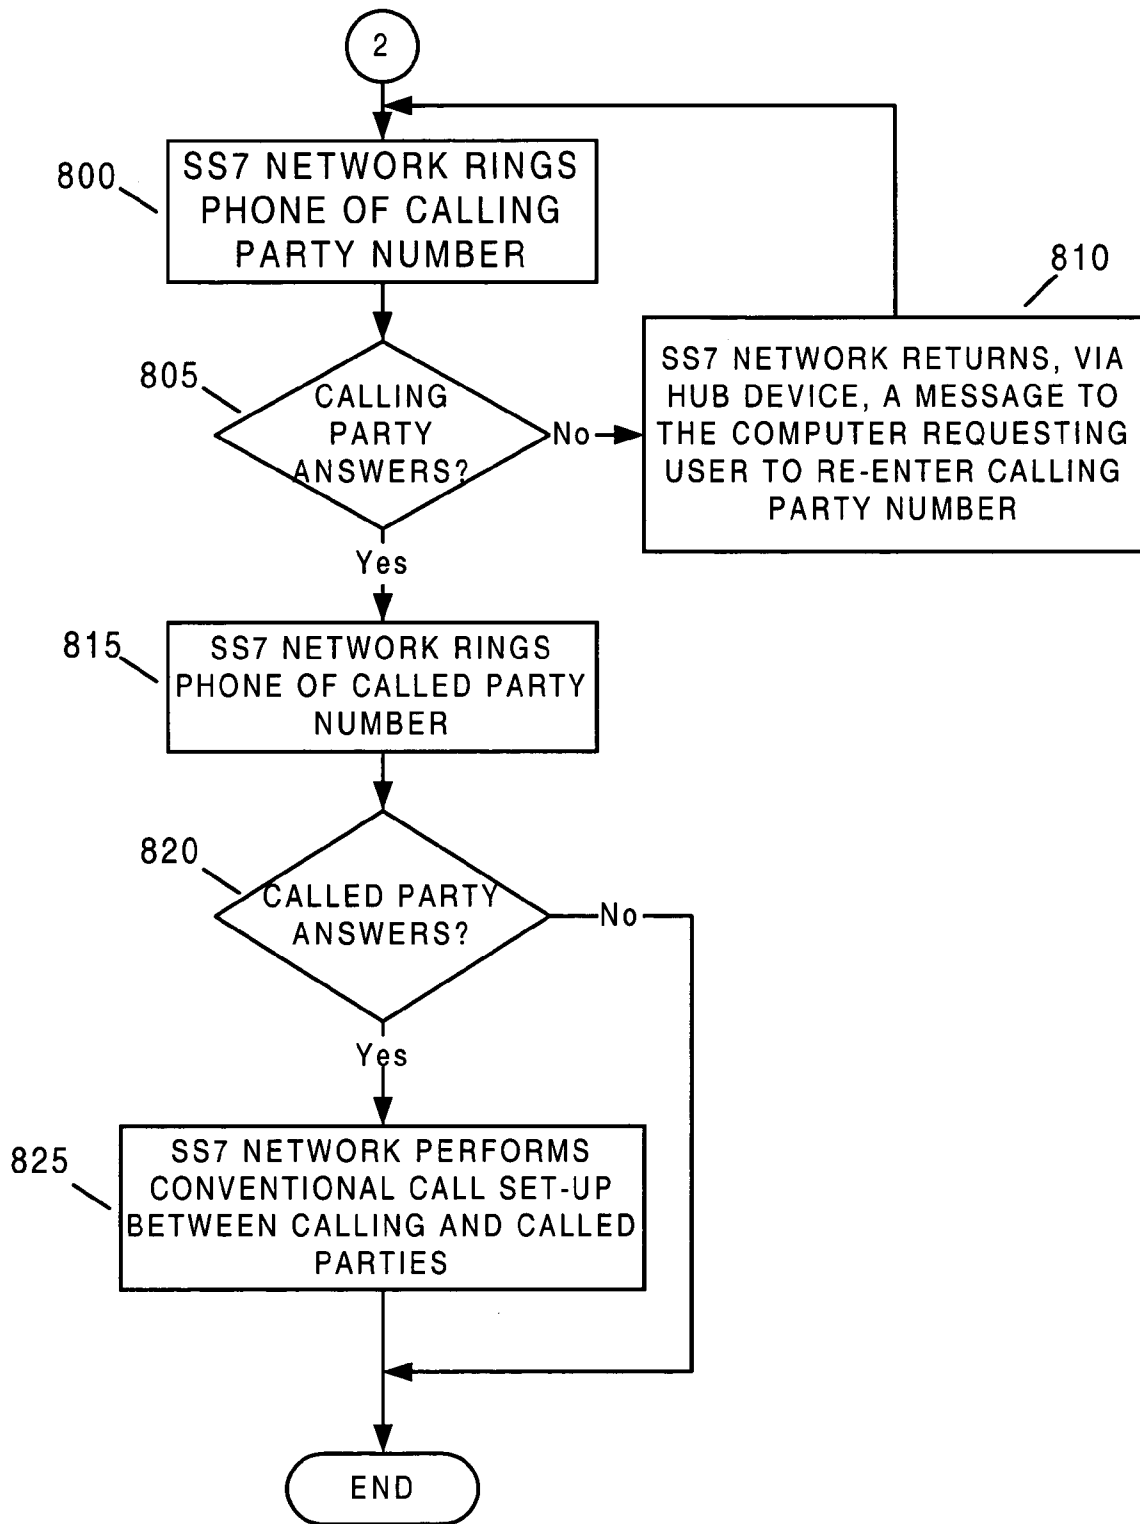 2
800
SS7 NETWORK RINGS
PHONE OF CALLING
PARTY NUMBER
810
805
CALLING
PARTY
ANSWERS?
No
SS7 NETWORK RETURNS, VIA
HUB DEVICE, A MESSAGE TO
THE COMPUTER REQUESTING
USER TO RE-ENTER CALLING
PARTY NUMBER
Yes
815
SS7 NETWORK RINGS
PHONE OF CALLED PARTY
NUMBER
820
CALLED PARTY
ANSWERS?
No
Yes
825
SS7 NETWORK PERFORMS
CONVENTIONAL CALL SET-UP
BETWEEN CALLING AND CALLED
PARTIES
END